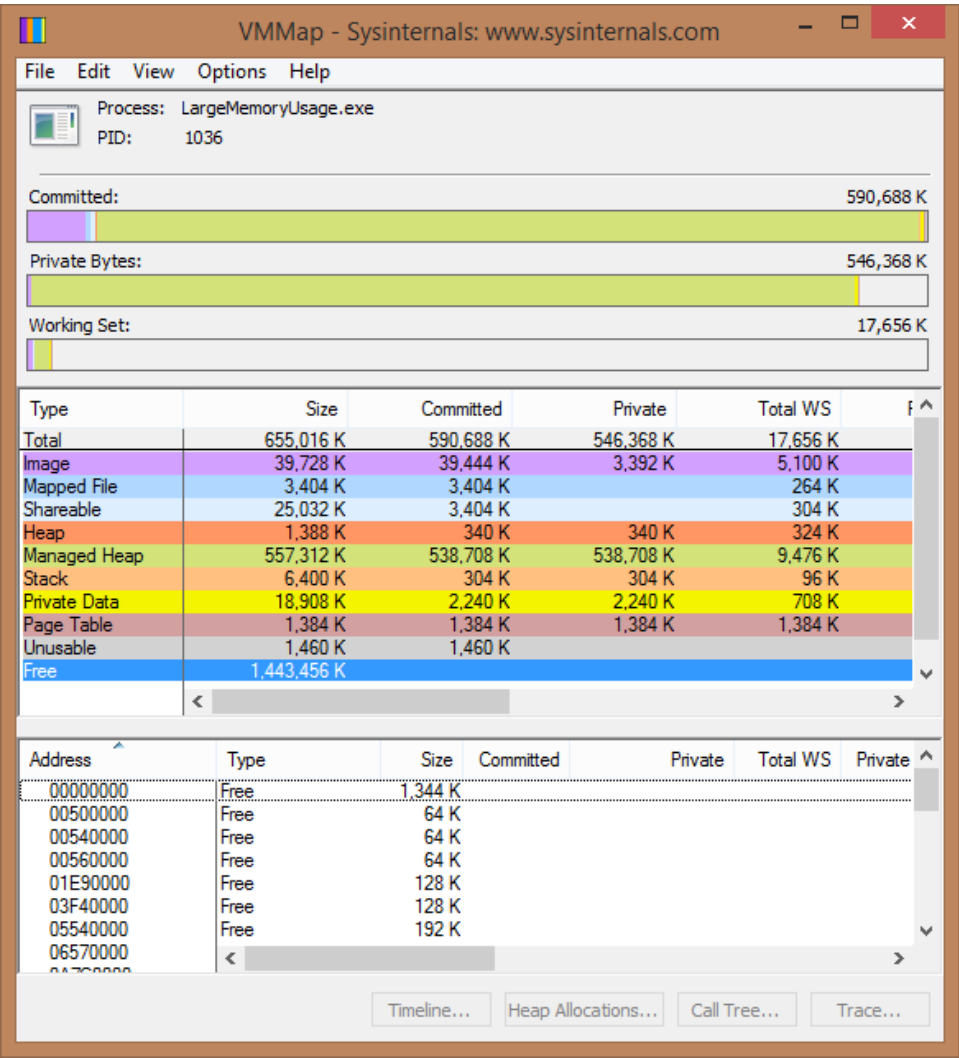 VMMap - Sysinternals: www.sysinternals.com
File Edit View Options Help
Process: LargeMemoryUsage.exe
PID: 1036
Committed: 590,688 K
Private Bytes: 546,368 K
Working Set: 17,656 K
Type Size Committed Private Total WS
Total 655,016 K 590,688 K 546,368 K 17,656 K
Image 39,728 K 39,444 K 3,392 K 5,100 K
Mapped File 3,404 K 3,404 K 264 K
Shareable 25,032 K 3,404 K 304 K
Heap 1,388 K 340 K 340 K 324 K
Managed Heap 557,312 K 538,708 K 538,708 K 9,476 K
Stack 6,400 K 304 K 304 K 96 K
Private Data 18,908 K 2,240 K 2,240 K 708 K
Page Table 1,384 K 1,384 K 1,384 K 1,384 K
Unusable 1,460 K 1,460 K
Free 1,443,456 K
Address Type Size Committed Private Total WS Private
00000000 Free 1,344 K
00500000 Free 64 K
00540000 Free 64 K
00560000 Free 64 K
01E90000 Free 128 K
03F40000 Free 128 K
05540000 Free 192 K
06570000
Timeline... Heap Allocations... Call Tree... Trace...